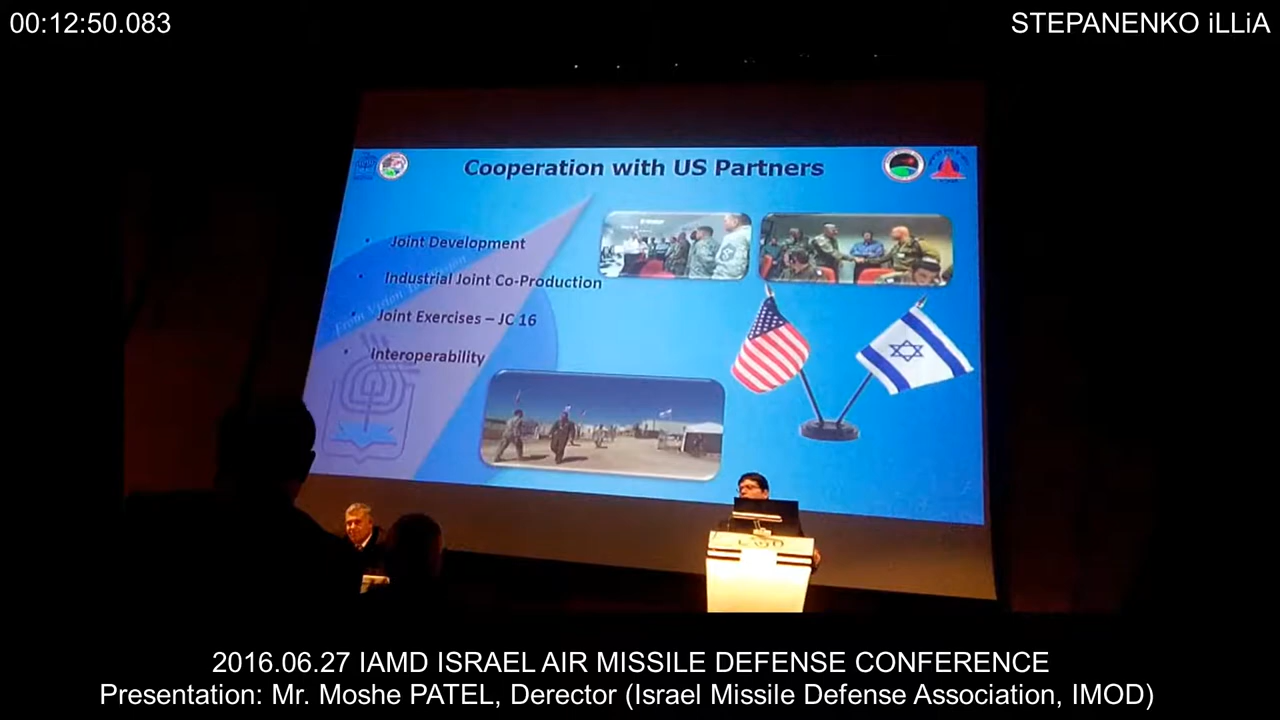 00:12:50.083
STEPANENKO iLLiA
Cooperation with US Partners
Joint Development
Industrial Joint Co-Production
From Vision
Joint Exercises – JC 16
Interoperability
2016.06.27 IAMD ISRAEL AIR MISSILE DEFENSE CONFERENCE
Presentation: Mr. Moshe PATEL, Derector (Israel Missile Defense Association, IMOD)